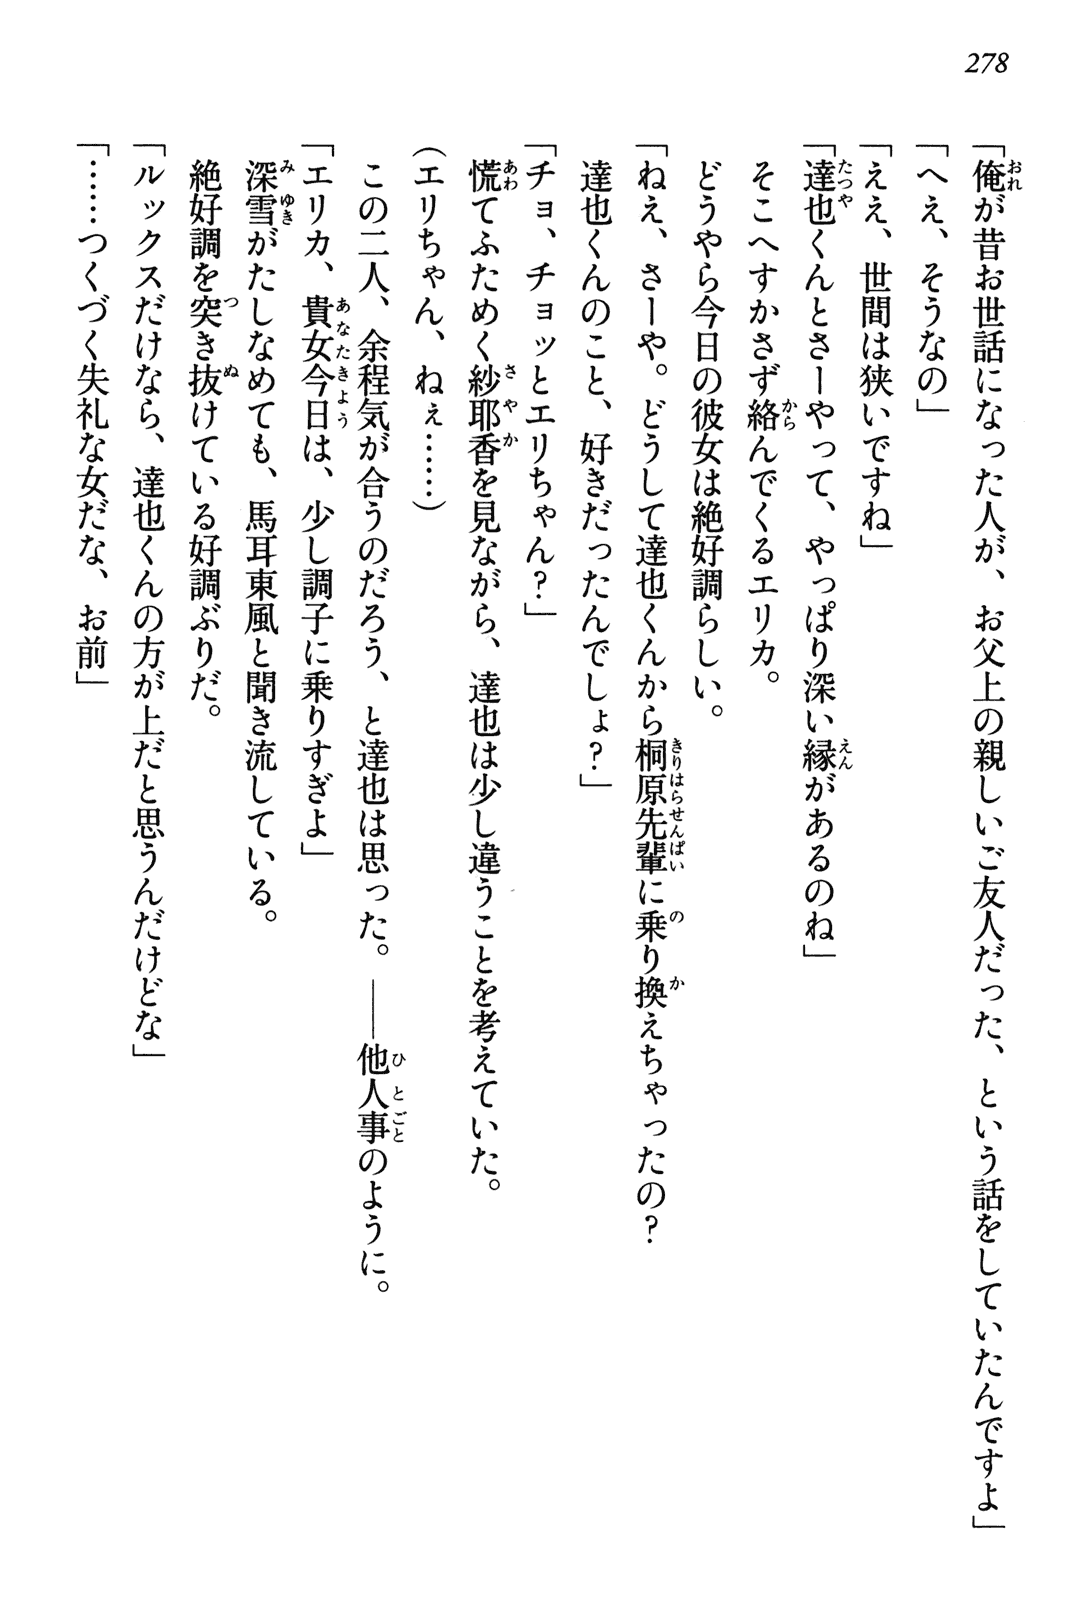 278
「俺が昔お世話になった人が、お父上の親しいご友人だった、という話をしていたんですよ」
「へえ、そうなの」
「ええ、世間は狭いですね」
「達也くんとさーやって、やっぱり深い縁があるのね」
そこへすかさず絡んでくるエリカ。
どうやら今日の彼女は絶好調らしい。
「ねえ、さーや。どうして達也くんから桐原先輩に乗り換えちゃったの?
達也くんのこと、好きだったんでしょ?」
「チョ、チョッとエリちゃん?」
慌てふためく紗耶香を見ながら、達也は少し違うことを考えていた。
(エリちゃん、ねぇ……)
この二人、余程気が合うのだろう、と達也は思った。――他人事のように。
「エリカ、貴女今日は、少し調子に乗りすぎよ」
深雪がたしなめても、馬耳東風と聞き流している。
絶好調を突き抜けている好調ぶりだ。
「ルックスだけなら、達也くんの方が上だと思うんだけどな」
「……つくづく失礼な女だな、お前」